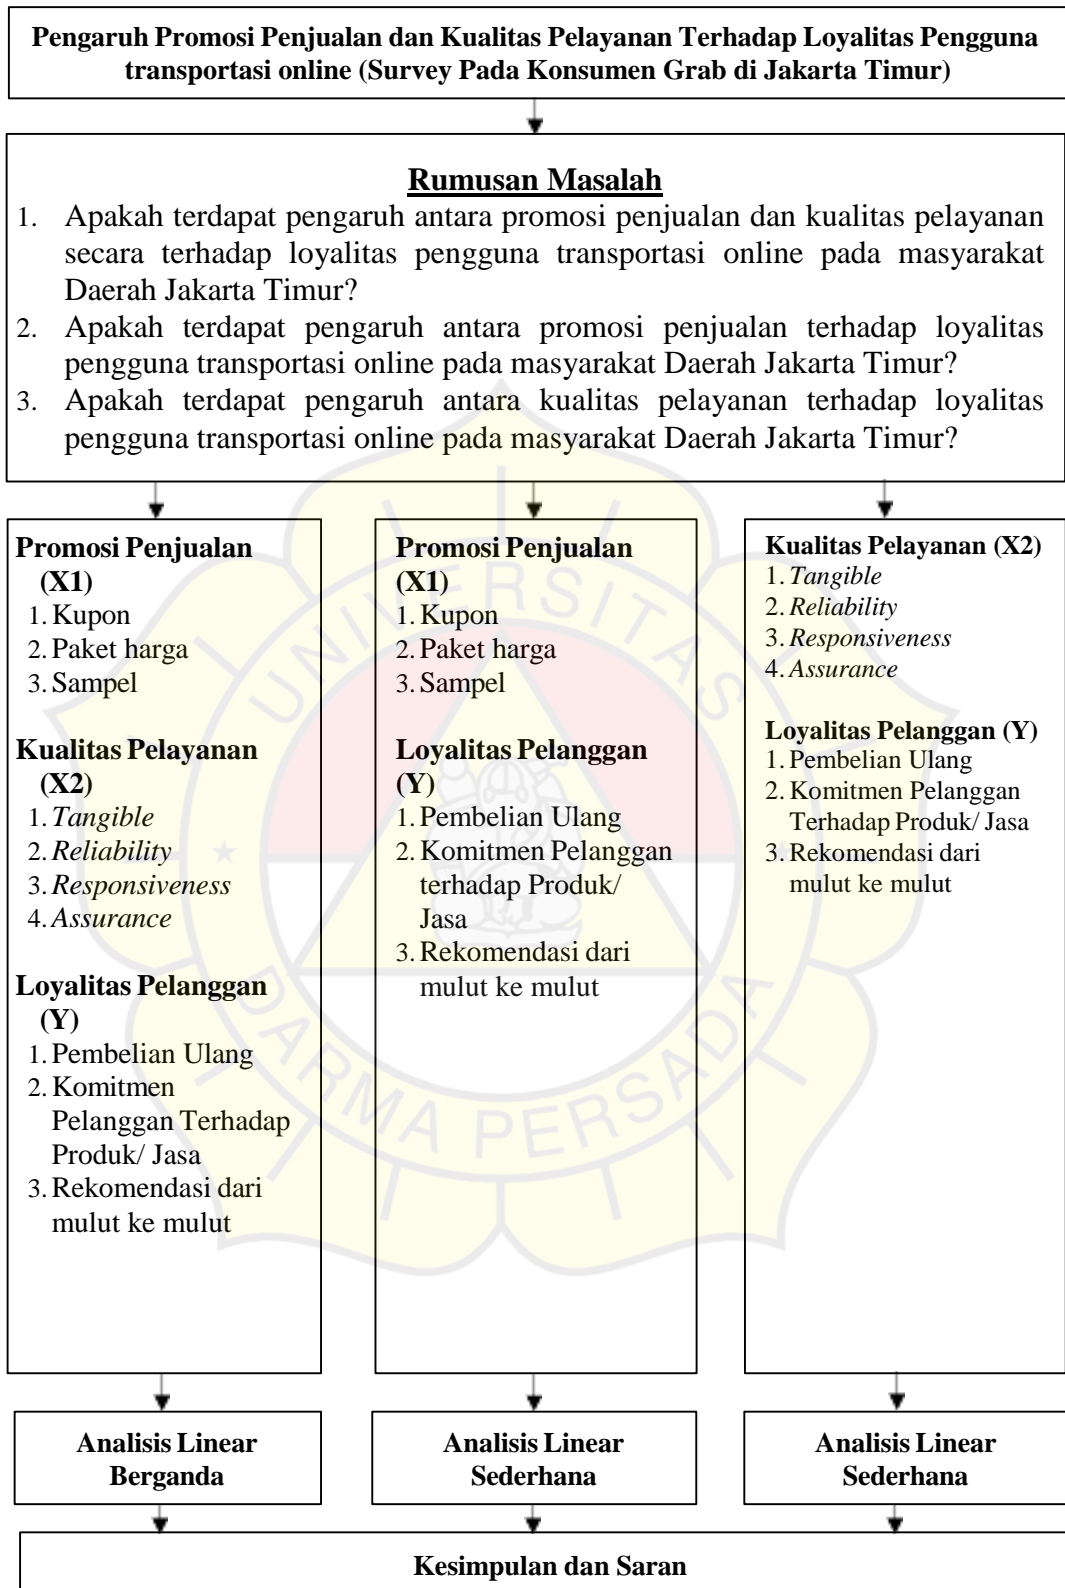 Pengaruh Promosi Penjualan dan Kualitas Pelayanan Terhadap Loyalitas Pengguna
transportasi online (Survey Pada Konsumen Grab di Jakarta Timur)
Rumusan Masalah
1. Apakah terdapat pengaruh antara promosi penjualan dan kualitas pelayanan
secara terhadap loyalitas pengguna transportasi online pada masyarakat
Daerah Jakarta Timur?
2. Apakah terdapat pengaruh antara promosi penjualan terhadap loyalitas
pengguna transportasi online pada masyarakat Daerah Jakarta Timur?
3. Apakah terdapat pengaruh antara kualitas pelayanan terhadap loyalitas
pengguna transportasi online pada masyarakat Daerah Jakarta Timur?
Promosi Penjualan
(X1)
1. Kupon
2. Paket harga
3. Sampel
Kualitas Pelayanan
(X2)
1. Tangible
2. Reliability
3. Responsiveness
4. Assurance
Loyalitas Pelanggan
(Y)
1. Pembelian Ulang
2. Komitmen
Pelanggan Terhadap
Produk/ Jasa
3. Rekomendasi dari
mulut ke mulut
Promosi Penjualan
(X1)
1. Kupon
2. Paket harga
3. Sampel
Loyalitas Pelanggan
(Y)
1. Pembelian Ulang
2. Komitmen Pelanggan
terhadap Produk/
Jasa
3. Rekomendasi dari
mulut ke mulut
Kualitas Pelayanan (X2)
1. Tangible
2. Reliability
3. Responsiveness
4. Assurance
Loyalitas Pelanggan (Y)
1. Pembelian Ulang
2. Komitmen Pelanggan
Terhadap Produk/ Jasa
3. Rekomendasi dari
mulut ke mulut
Analisis Linear
Berganda
Analisis Linear
Sederhana
Analisis Linear
Sederhana
Kesimpulan dan Saran
UNIVERSITAS
DARMA PERSADA